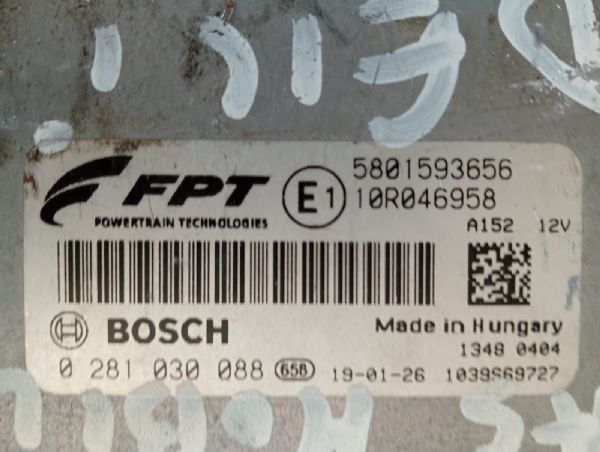 FPT
POWERTRAIN TECHNOLOGIES
E1
5801593656
10R046958
A152 12V
BOSCH
Made in Hungary
1348 0404
0 281 030 088 658 19-01-26 1039S69727